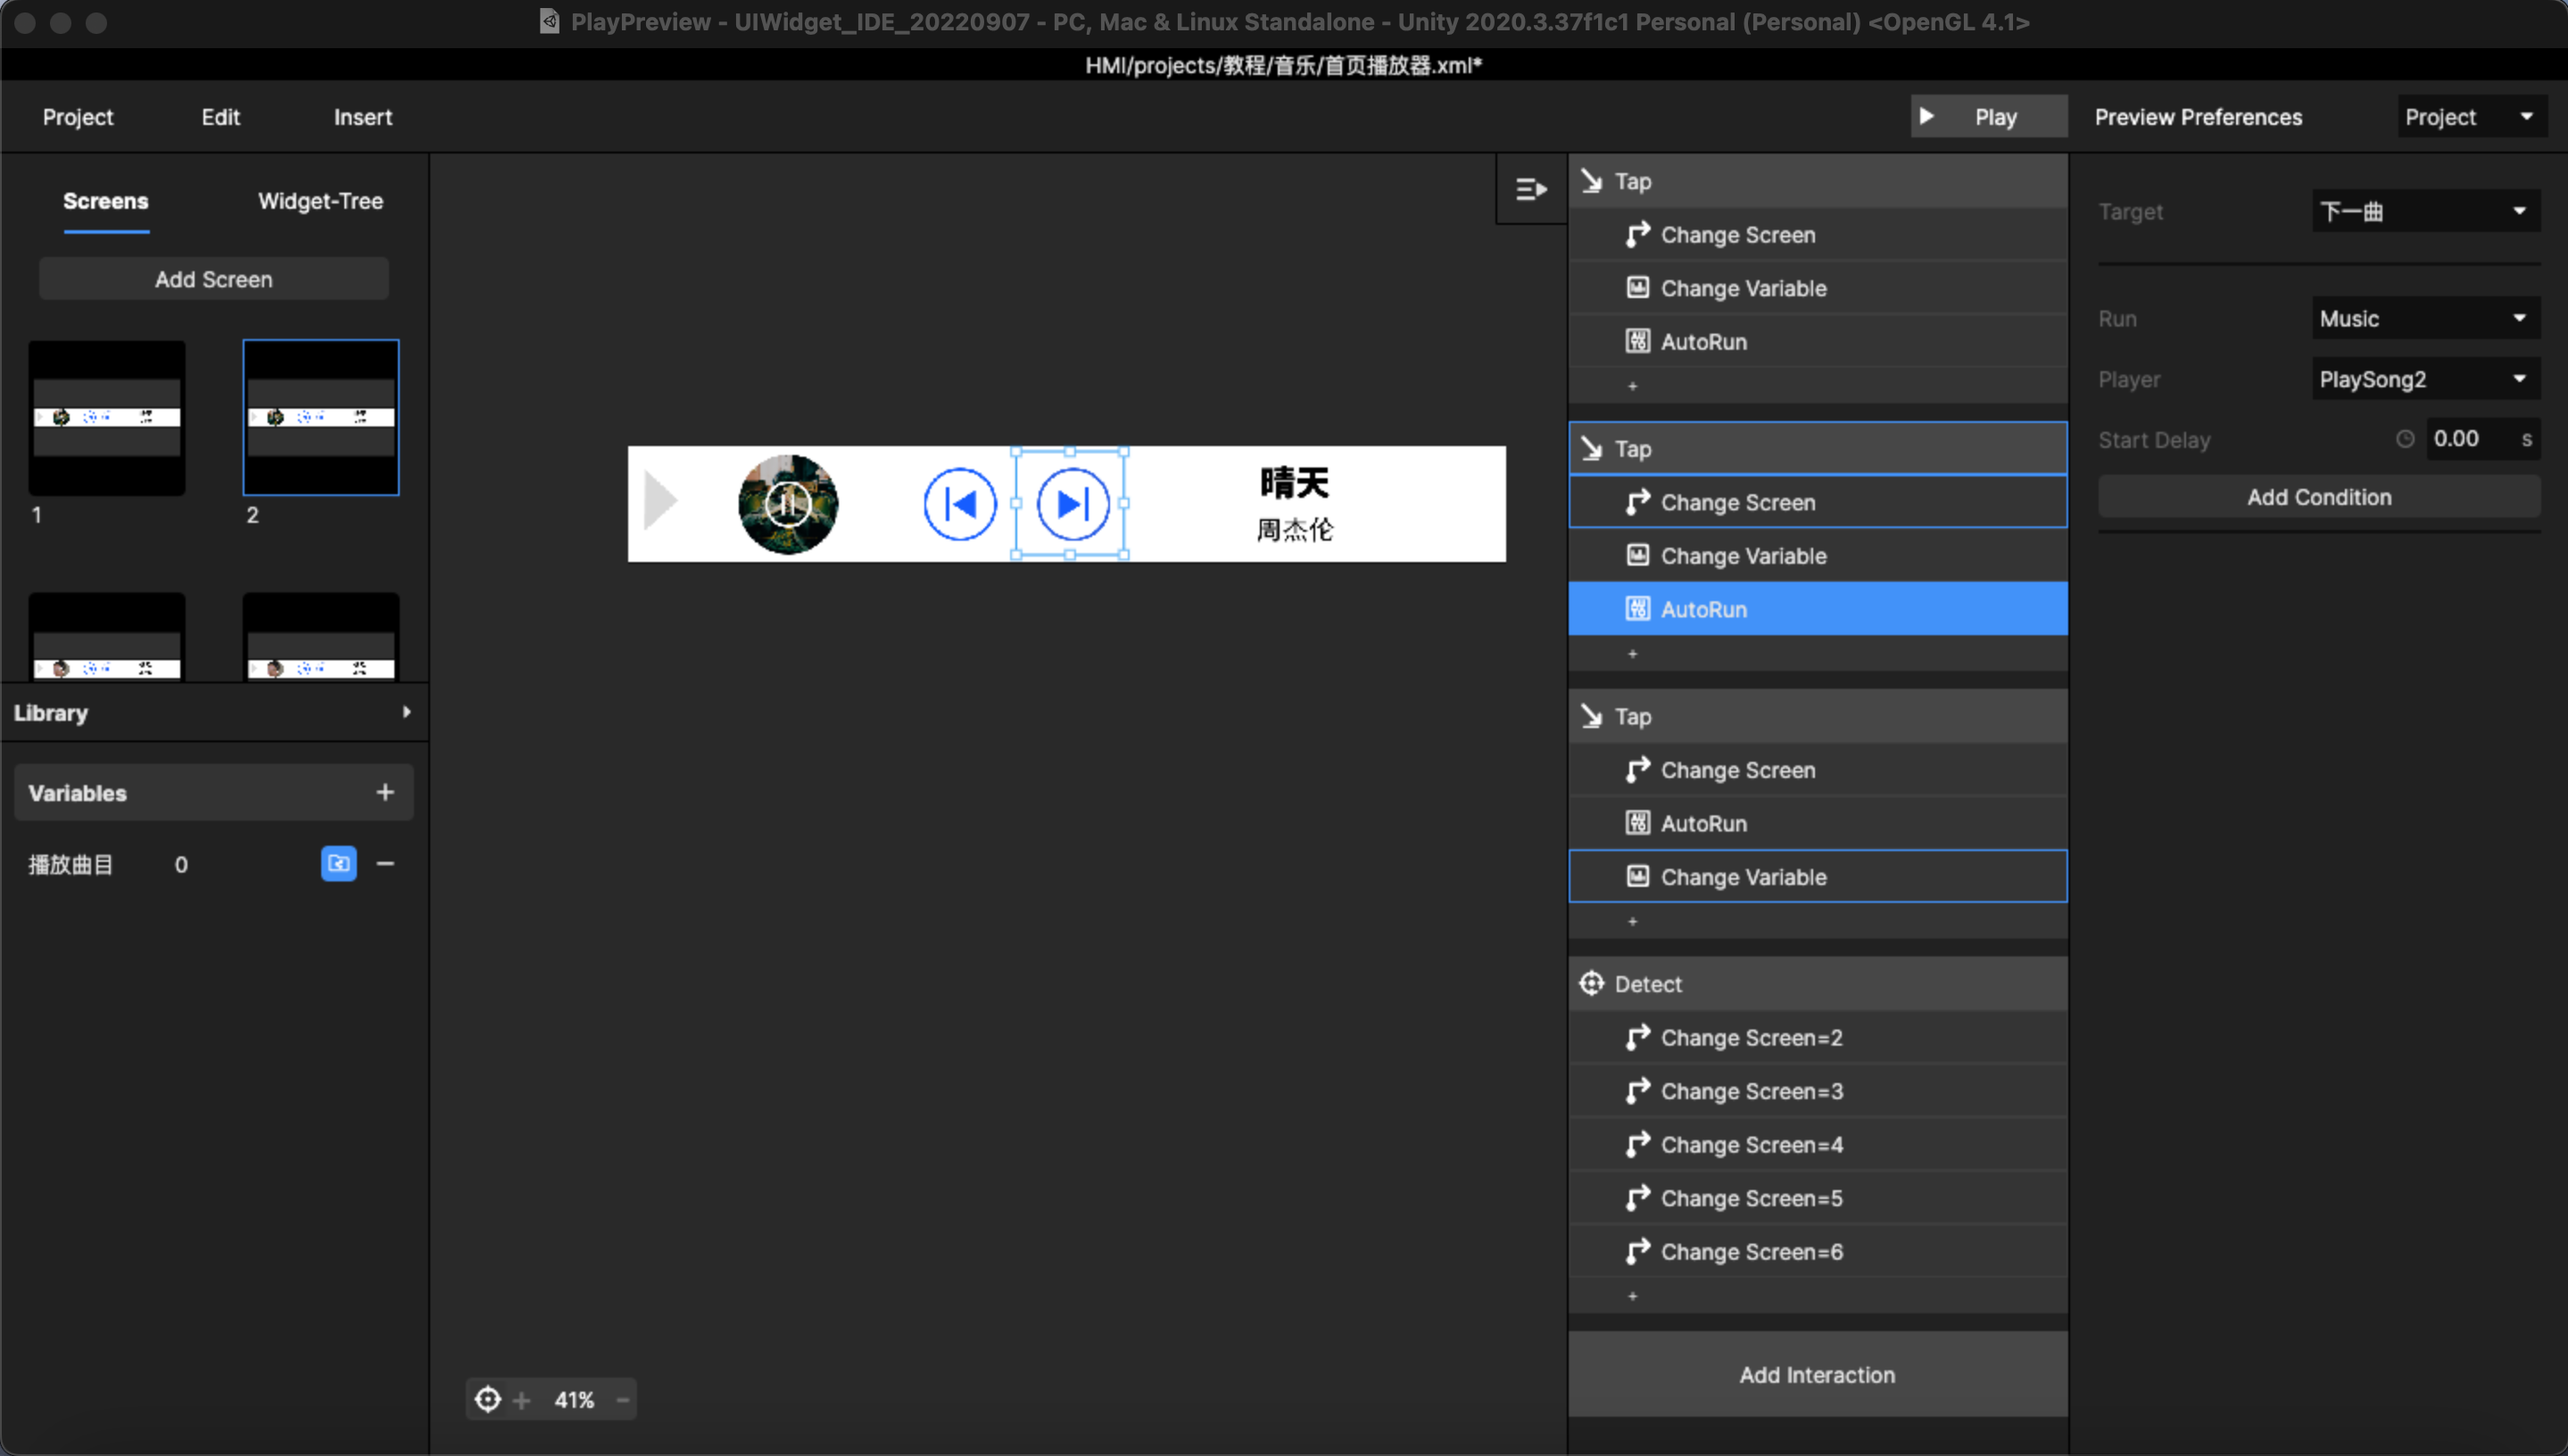 PlayPreview - UIWidget_IDE_20220907 - PC, Mac & Linux Standalone - Unity 2020.3.37f1c1 Personal (Personal) <OpenGL 4.1>
HMI/projects/教程/音乐/首页播放器.xml*
Project
Edit
Insert
Play
Preview Preferences
Project
Screens
Widget-Tree
Add Screen
1
2
Library
Variables
播放曲目
0
晴天
周杰伦
41%
Tap
Change Screen
Change Variable
AutoRun
+
Tap
Change Screen
Change Variable
AutoRun
+
Tap
Change Screen
AutoRun
Change Variable
+
Detect
Change Screen=2
Change Screen=3
Change Screen=4
Change Screen=5
Change Screen=6
+
Add Interaction
Target
下一曲
Run
Music
Player
PlaySong2
Start Delay
0.00
s
Add Condition